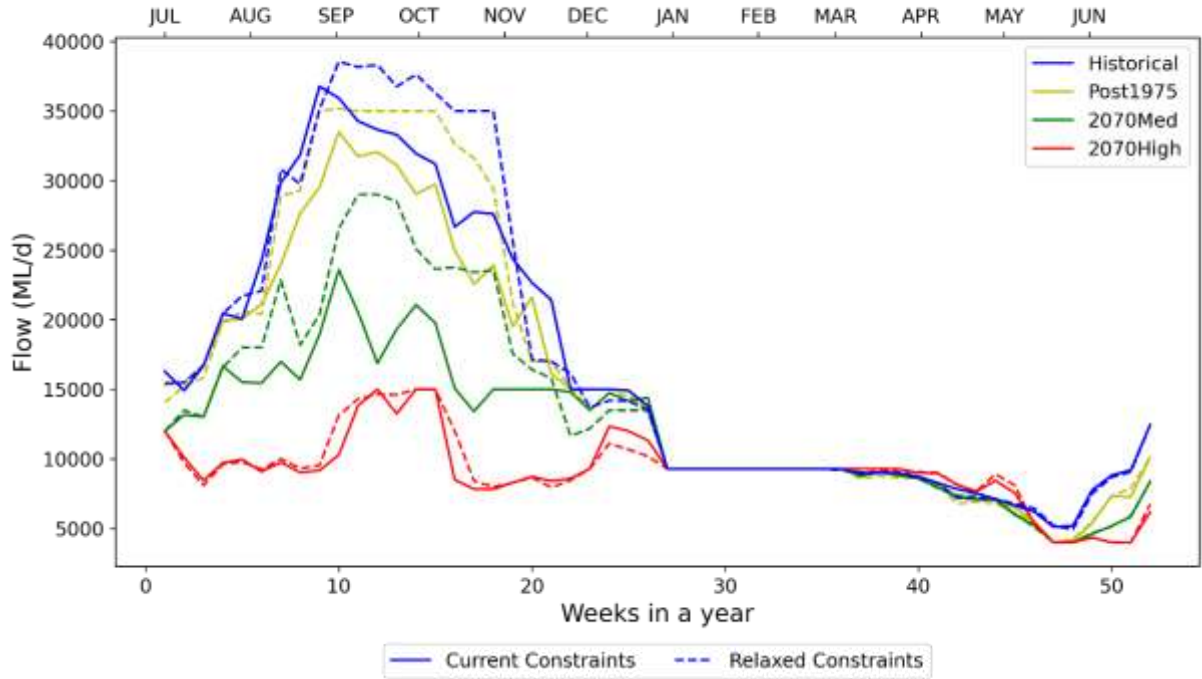 JUL AUG SEP OCT NOV DEC JAN FEB MAR APR MAY JUN
40000
35000
30000
25000
20000
15000
10000
5000
Flow (ML/d)
Historical
Post1975
2070Med
2070High
0 10 20 30 40 50
Weeks in a year
Current Constraints Relaxed Constraints